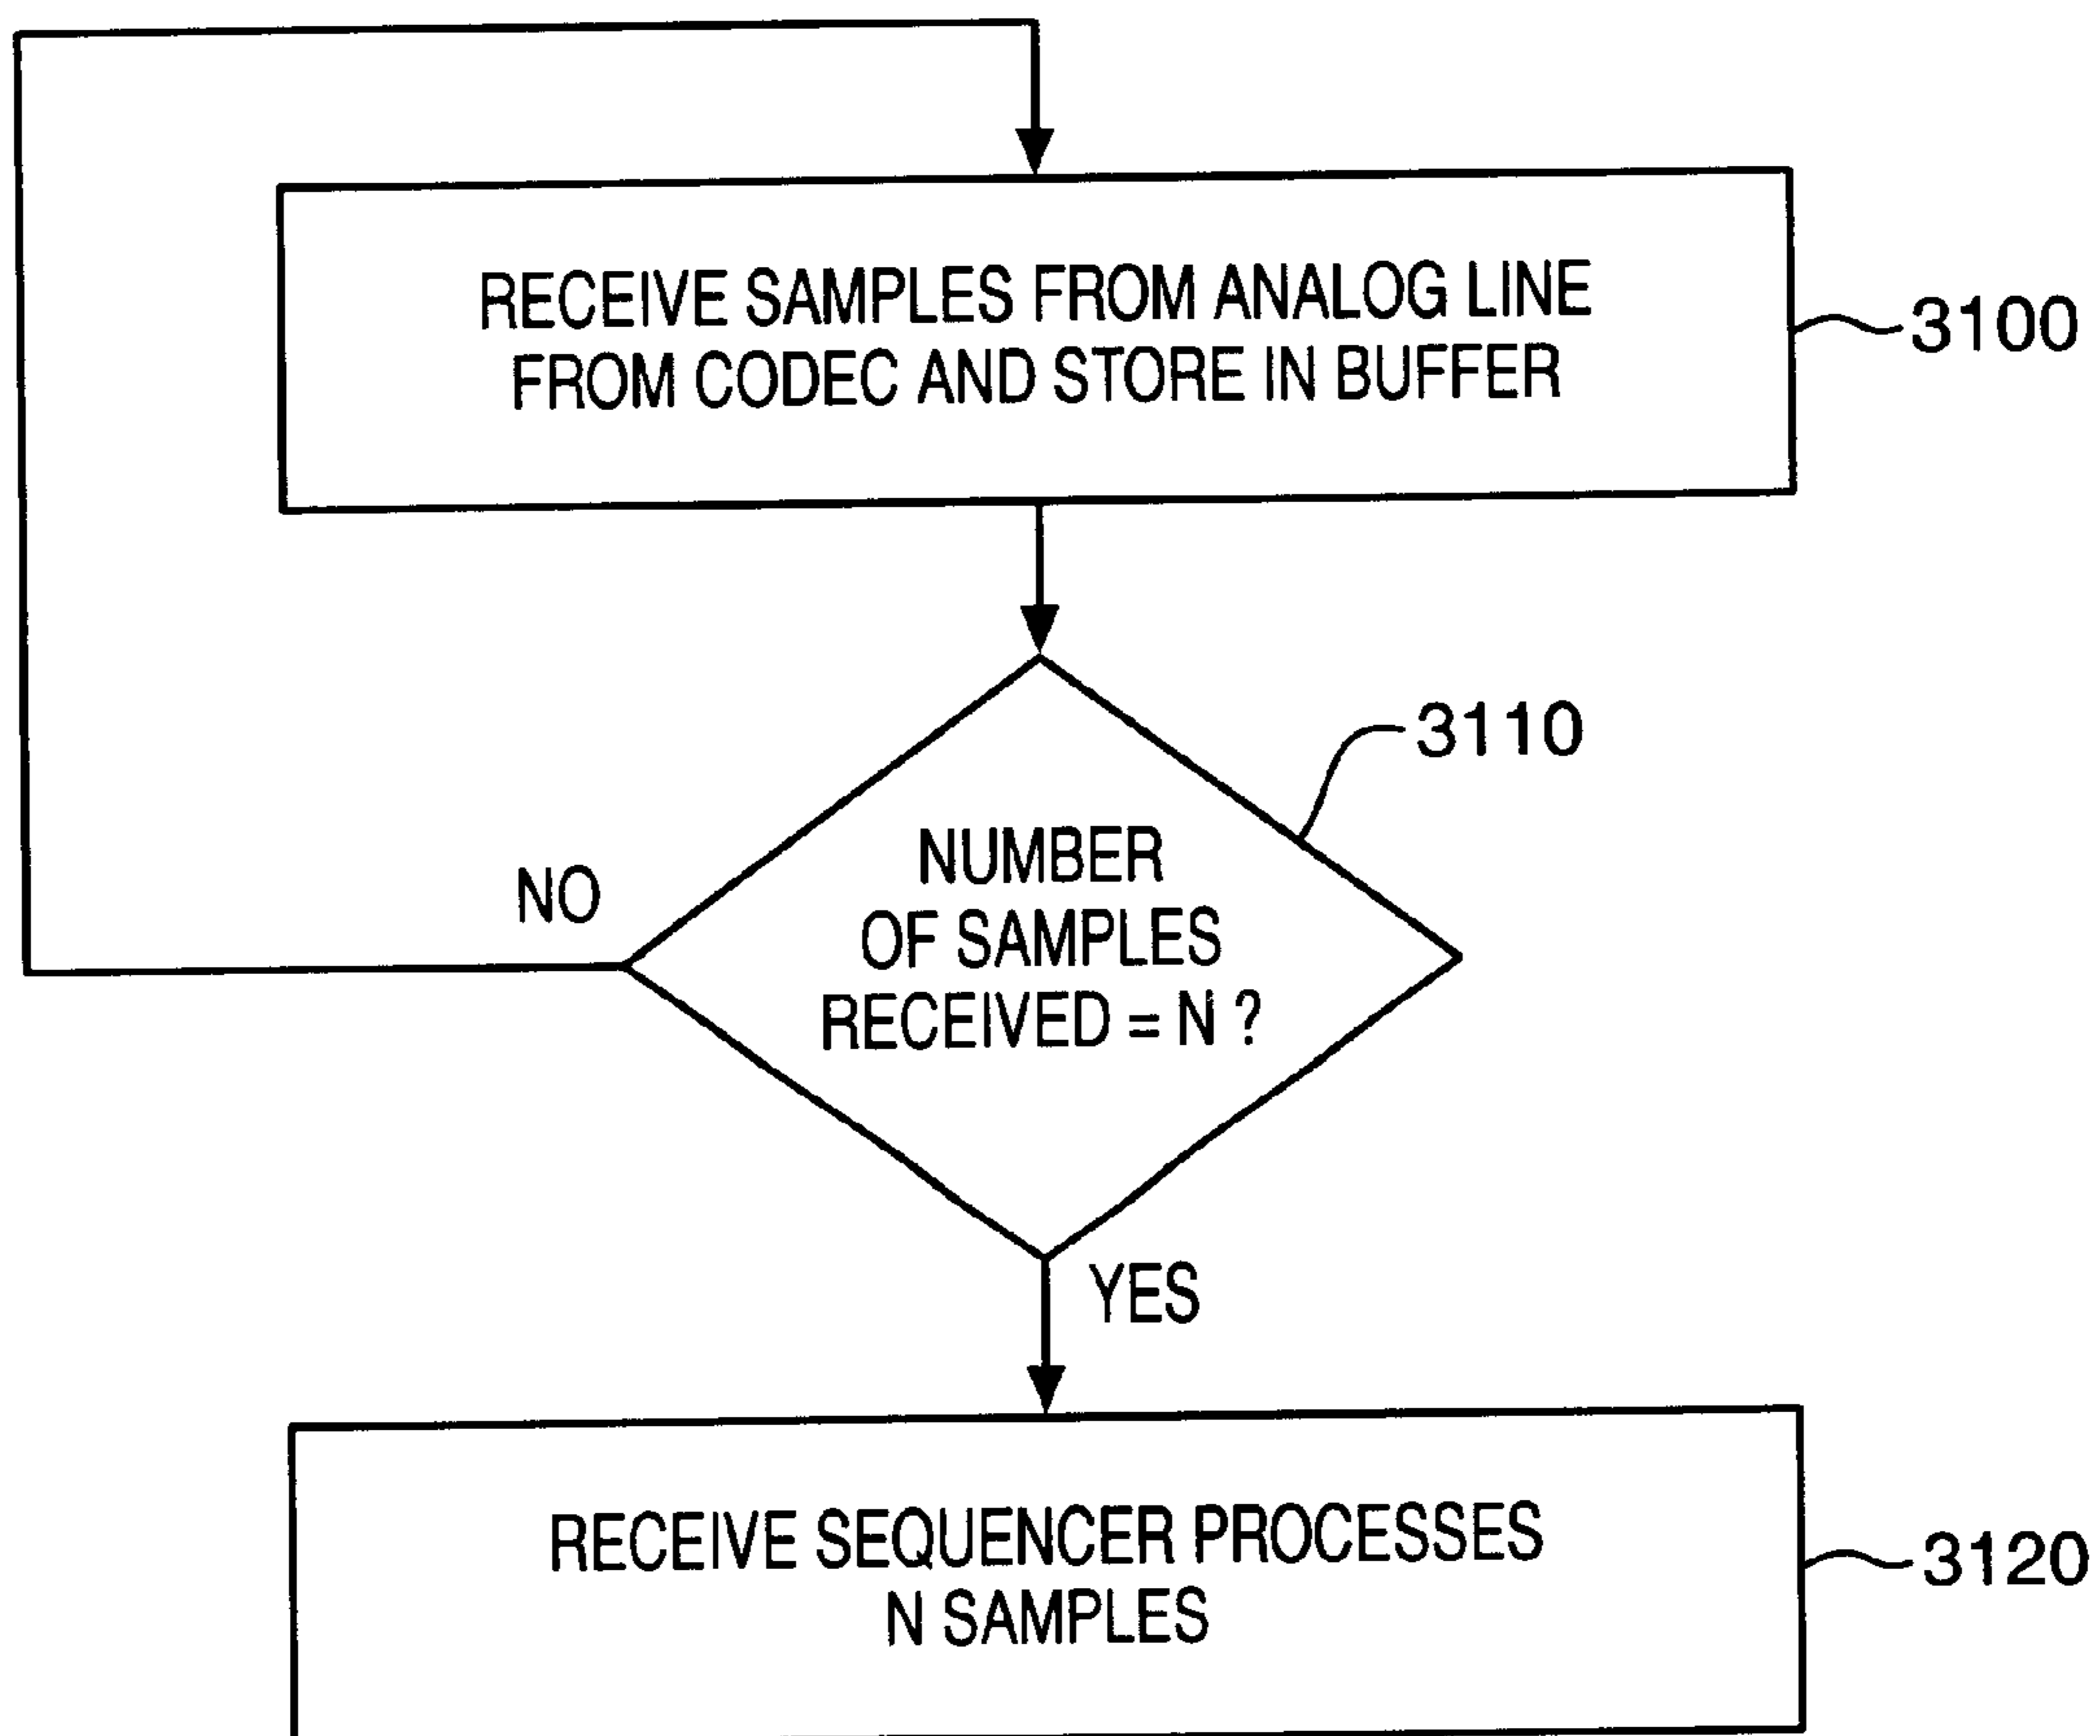 RECEIVE SAMPLES FROM ANALOG LINE
FROM CODEC AND STORE IN BUFFER
3100
3110
NUMBER
OF SAMPLES
RECEIVED = N ?
NO
YES
RECEIVE SEQUENCER PROCESSES
N SAMPLES
3120